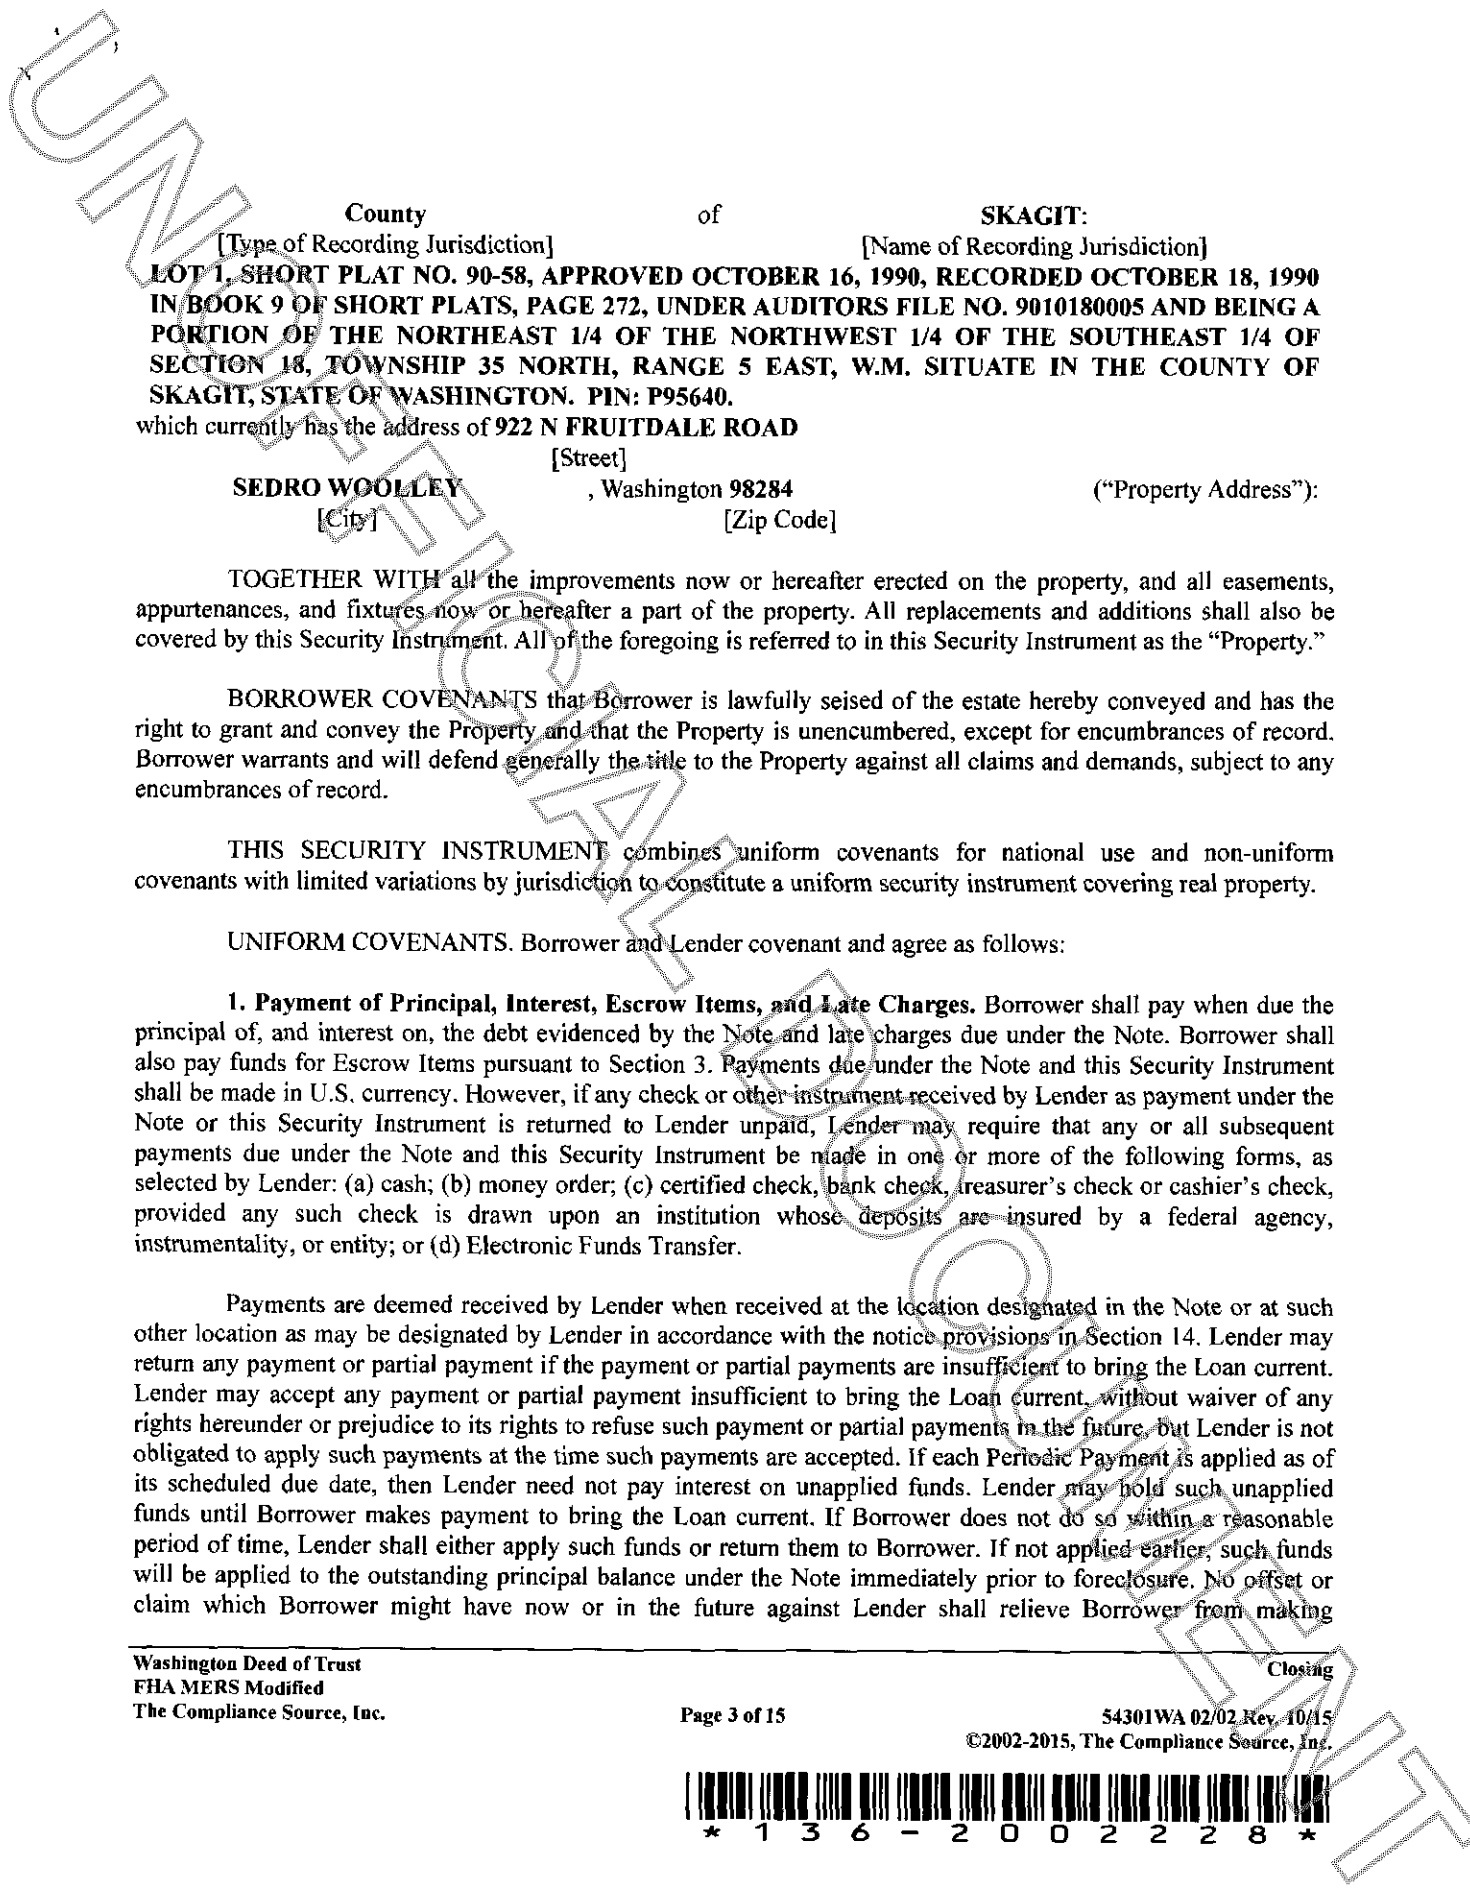 County of SKAGIT:
[Type of Recording Jurisdiction] [Name of Recording Jurisdiction]
LOT 1, SHORT PLAT NO. 90-58, APPROVED OCTOBER 16, 1990, RECORDED OCTOBER 18, 1990
IN BOOK 9 OF SHORT PLATS, PAGE 272, UNDER AUDITORS FILE NO. 9010180005 AND BEING A
PORTION OF THE NORTHEAST 1/4 OF THE NORTHWEST 1/4 OF THE SOUTHEAST 1/4 OF
SECTION 18, TOWNSHIP 35 NORTH, RANGE 5 EAST, W.M. SITUATE IN THE COUNTY OF
SKAGIT, STATE OF WASHINGTON. PIN: P95640.
which currently has the address of 922 N FRUITDALE ROAD
[Street]
SEDRO WOOLLEY , Washington 98284 ("Property Address"):
[City] [Zip Code]
TOGETHER WITH all the improvements now or hereafter erected on the property, and all easements,
appurtenances, and fixtures now or hereafter a part of the property. All replacements and additions shall also be
covered by this Security Instrument. All of the foregoing is referred to in this Security Instrument as the "Property."
BORROWER COVENANTS that Borrower is lawfully seised of the estate hereby conveyed and has the
right to grant and convey the Property and that the Property is unencumbered, except for encumbrances of record.
Borrower warrants and will defend generally the title to the Property against all claims and demands, subject to any
encumbrances of record.
THIS SECURITY INSTRUMENT combines uniform covenants for national use and non-uniform
covenants with limited variations by jurisdiction to constitute a uniform security instrument covering real property.
UNIFORM COVENANTS. Borrower and Lender covenant and agree as follows:
1. Payment of Principal, Interest, Escrow Items, and Late Charges. Borrower shall pay when due the
principal of, and interest on, the debt evidenced by the Note and late charges due under the Note. Borrower shall
also pay funds for Escrow Items pursuant to Section 3. Payments due under the Note and this Security Instrument
shall be made in U.S. currency. However, if any check or other instrument received by Lender as payment under the
Note or this Security Instrument is returned to Lender unpaid, Lender may require that any or all subsequent
payments due under the Note and this Security Instrument be made in one or more of the following forms, as
selected by Lender: (a) cash; (b) money order; (c) certified check, bank check, treasurer's check or cashier's check,
provided any such check is drawn upon an institution whose deposits are insured by a federal agency,
instrumentality, or entity; or (d) Electronic Funds Transfer.
Payments are deemed received by Lender when received at the location designated in the Note or at such
other location as may be designated by Lender in accordance with the notice provisions in Section 14. Lender may
return any payment or partial payment if the payment or partial payments are insufficient to bring the Loan current.
Lender may accept any payment or partial payment insufficient to bring the Loan current, without waiver of any
rights hereunder or prejudice to its rights to refuse such payment or partial payments in the future, but Lender is not
obligated to apply such payments at the time such payments are accepted. If each Periodic Payment is applied as of
its scheduled due date, then Lender need not pay interest on unapplied funds. Lender may hold such unapplied
funds until Borrower makes payment to bring the Loan current. If Borrower does not do so within a reasonable
period of time, Lender shall either apply such funds or return them to Borrower. If not applied earlier, such funds
will be applied to the outstanding principal balance under the Note immediately prior to foreclosure. No offset or
claim which Borrower might have now or in the future against Lender shall relieve Borrower from making
Washington Deed of Trust Closing
FHA MERS Modified
The Compliance Source, Inc. Page 3 of 15 54301WA 02/02 Rev. 10/15
©2002-2015, The Compliance Source, Inc.
*136-2002228*
UNOFFICIAL DOCUMENT